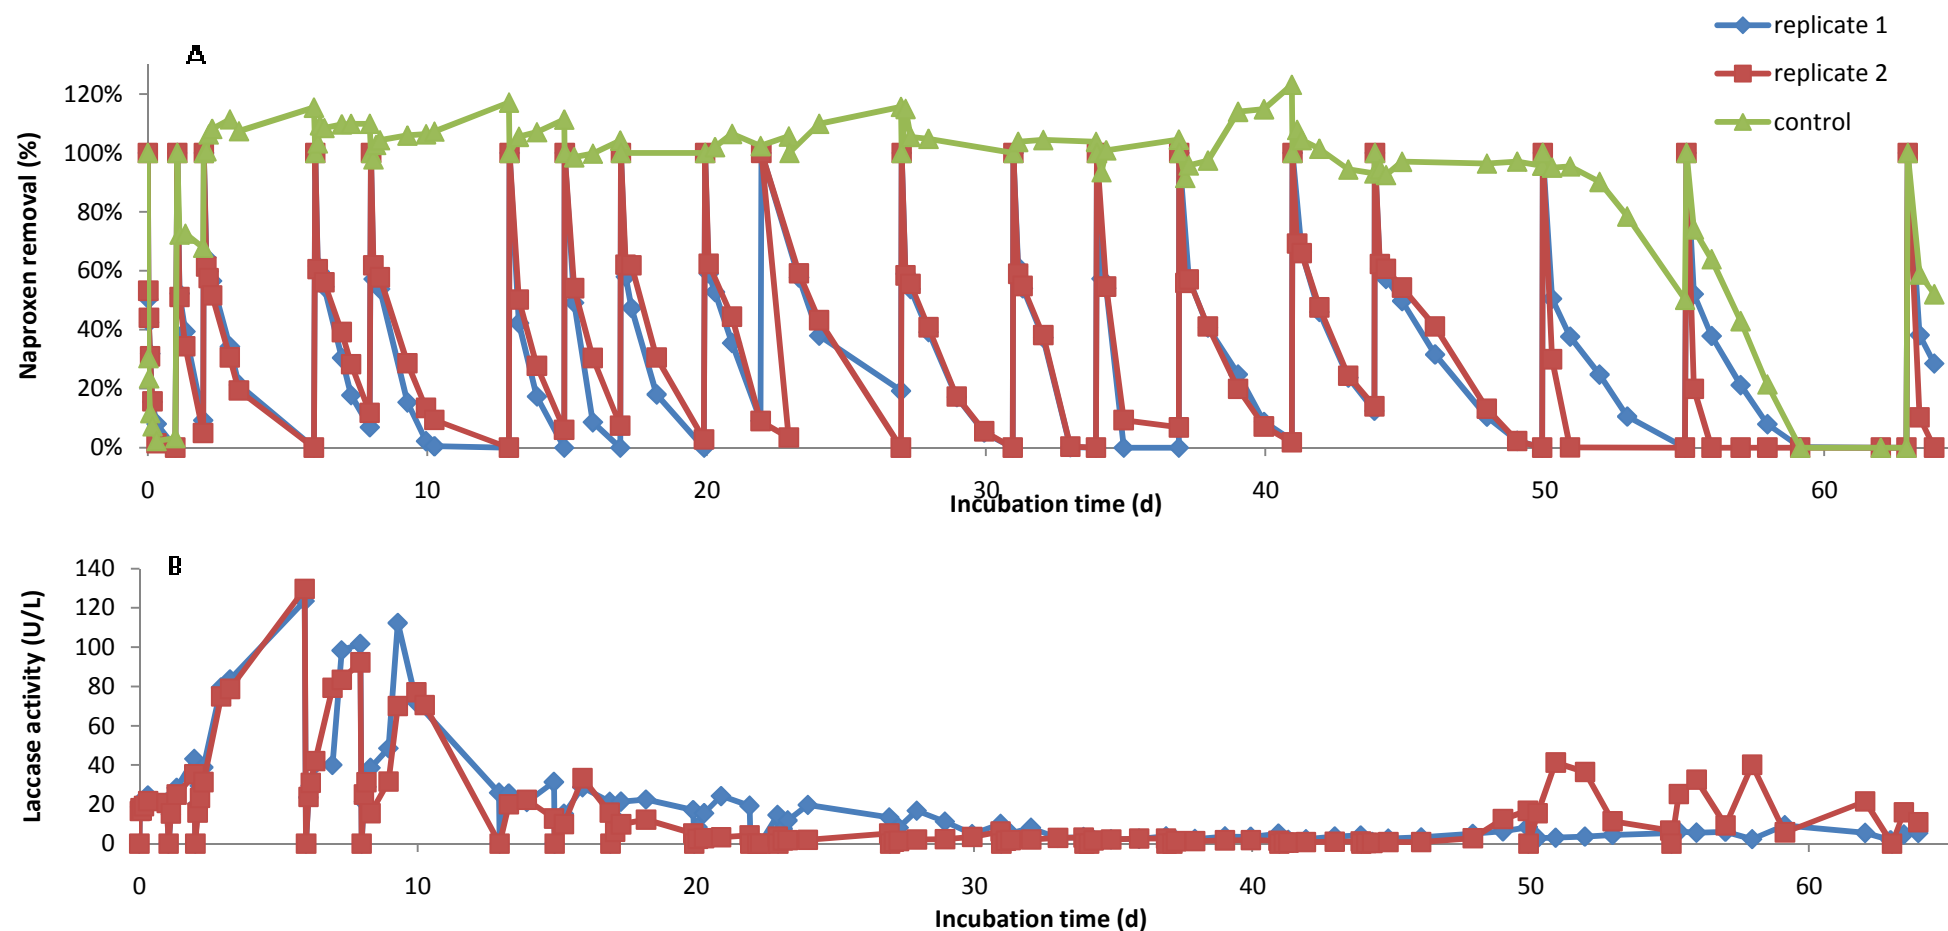 replicate 1
A
replicate 2
control
Naproxen removal (%)
120%
100%
80%
60%
40%
20%
0%
0 10 20 30 40 50 60
Incubation time (d)
B
Laccase activity (U/L)
140
120
100
80
60
40
20
0
0 10 20 30 40 50 60
Incubation time (d)